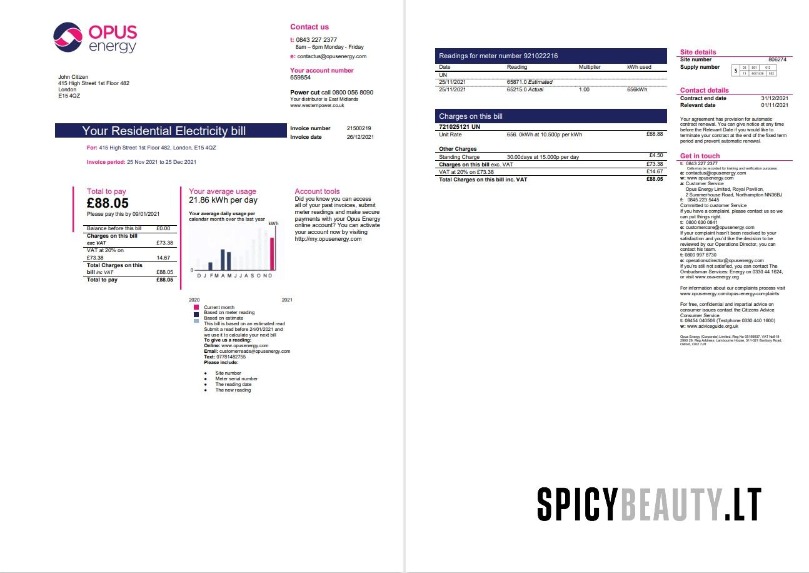 OPUS
energy
John Citizen
415 High Street 1st Floor 482
London
E15 4QZ
Contact us
t: 0843 227 2377
8am – 6pm Monday - Friday
e: contactus@opusenergy.com
Your account number
659654
Power cut call 0800 056 8090
Your distributor is East Midlands
www.westernpower.co.uk
Your Residential Electricity bill
Invoice number 21500219
Invoice date 26/12/2021
For: 415 High Street 1st Floor 482, London, E15 4QZ
Invoice period: 25 Nov 2021 to 25 Dec 2021
Total to pay
£88.05
Please pay this by 09/01/2021
Balance before this bill £0.00
Charges on this bill
exc VAT £73.38
VAT at 20% on
£73.38 14.67
Total Charges on this
bill inc VAT £88.05
Total to pay £88.05
Your average usage
21.86 kWh per day
Your average daily usage per
calendar month over the last year
kWh
0
D J F M A M J J A S O N D
2020 2021
Current month
Based on meter reading
Based on estimate
This bill is based on an estimated read
Submit a read before 24/01/2021 and
we use it to calculate your next bill.
To give us a reading:
Online: www.opusenergy.com
Email: customerreads@opusenergy.com
Text: 07781482735
Please include:
• Site number
• Meter serial number
• The reading date
• The new reading
Account tools
Did you know you can access
all of your past invoices, submit
meter readings and make secure
payments with your Opus Energy
online account? You can activate
your account now by visiting
http://my.opusenergy.com
Readings for meter number 921022216
Date Reading Multiplier kWh used
UN
25/11/2021 65871.0 Estimated
25/11/2021 65215.0 Actual 1.00 656kWh
Charges on this bill
721025121 UN
Unit Rate 656. 0kWh at 10.500p per kWh £68.88
Other Charges
Standing Charge 30.00days at 15.000p per day £4.50
Charges on this bill exc. VAT £73.38
VAT at 20% on £73.38 £14.67
Total Charges on this bill inc. VAT £88.05
Site details
Site number 806274
Supply number
Contact details
Contract end date 31/12/2021
Relevant date 01/11/2021
Your agreement has provision for automatic
contract renewal. You can give notice at any time
before the Relevant Date if you would like to
terminate your contract at the end of the fixed term
period and prevent automatic renewal.
Get in touch
t: 0843 227 2377
Calls may be recorded for training and verification purposes
e: contactus@opusenergy.com
w: www.opusenergy.com
a: Customer Service
Opus Energy Limited, Royal Pavilion,
2 Summerhouse Road, Northampton NN36BJ
f: 0845 223 5445
Committed to customer Service
If you have a complaint, please contact us so we
can put things right.
t: 0800 030 0841
e: customercare@opusenergy.com
If your complaint hasn't been resolved to your
satisfaction and you'd like the decision to be
reviewed by our Operations Director, you can
contact his team.
t: 0800 997 8730
e: operationsdirector@opusenergy.com
If you're still not satisfied, you can contact The
Ombudsman Services: Energy on 0330 44 1624,
or visit www.osenergy.org
For information about our complaints process visit
www.opusenergy.com/opus-energy-complaints
For free, confidential and impartial advice on
consumer issues contact the Citizens Advice
Consumer Service
w: www.adviceguide.org.uk
SPICYBEAUTY.LT